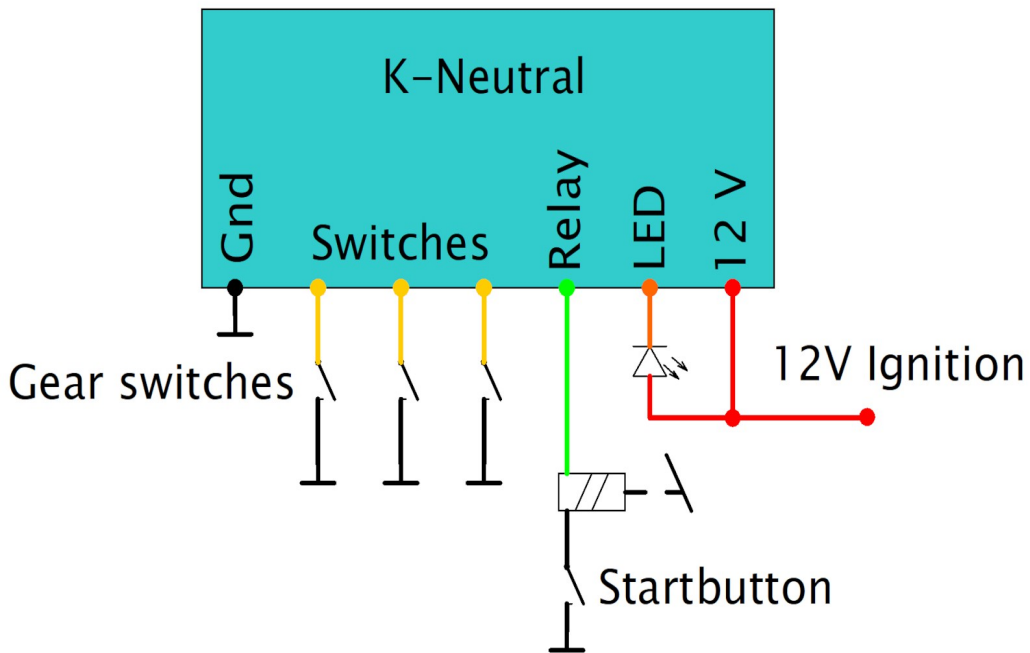 K-Neutral
Gnd
Switches
Relay
LED
12 V
Gear switches
12V Ignition
Startbutton